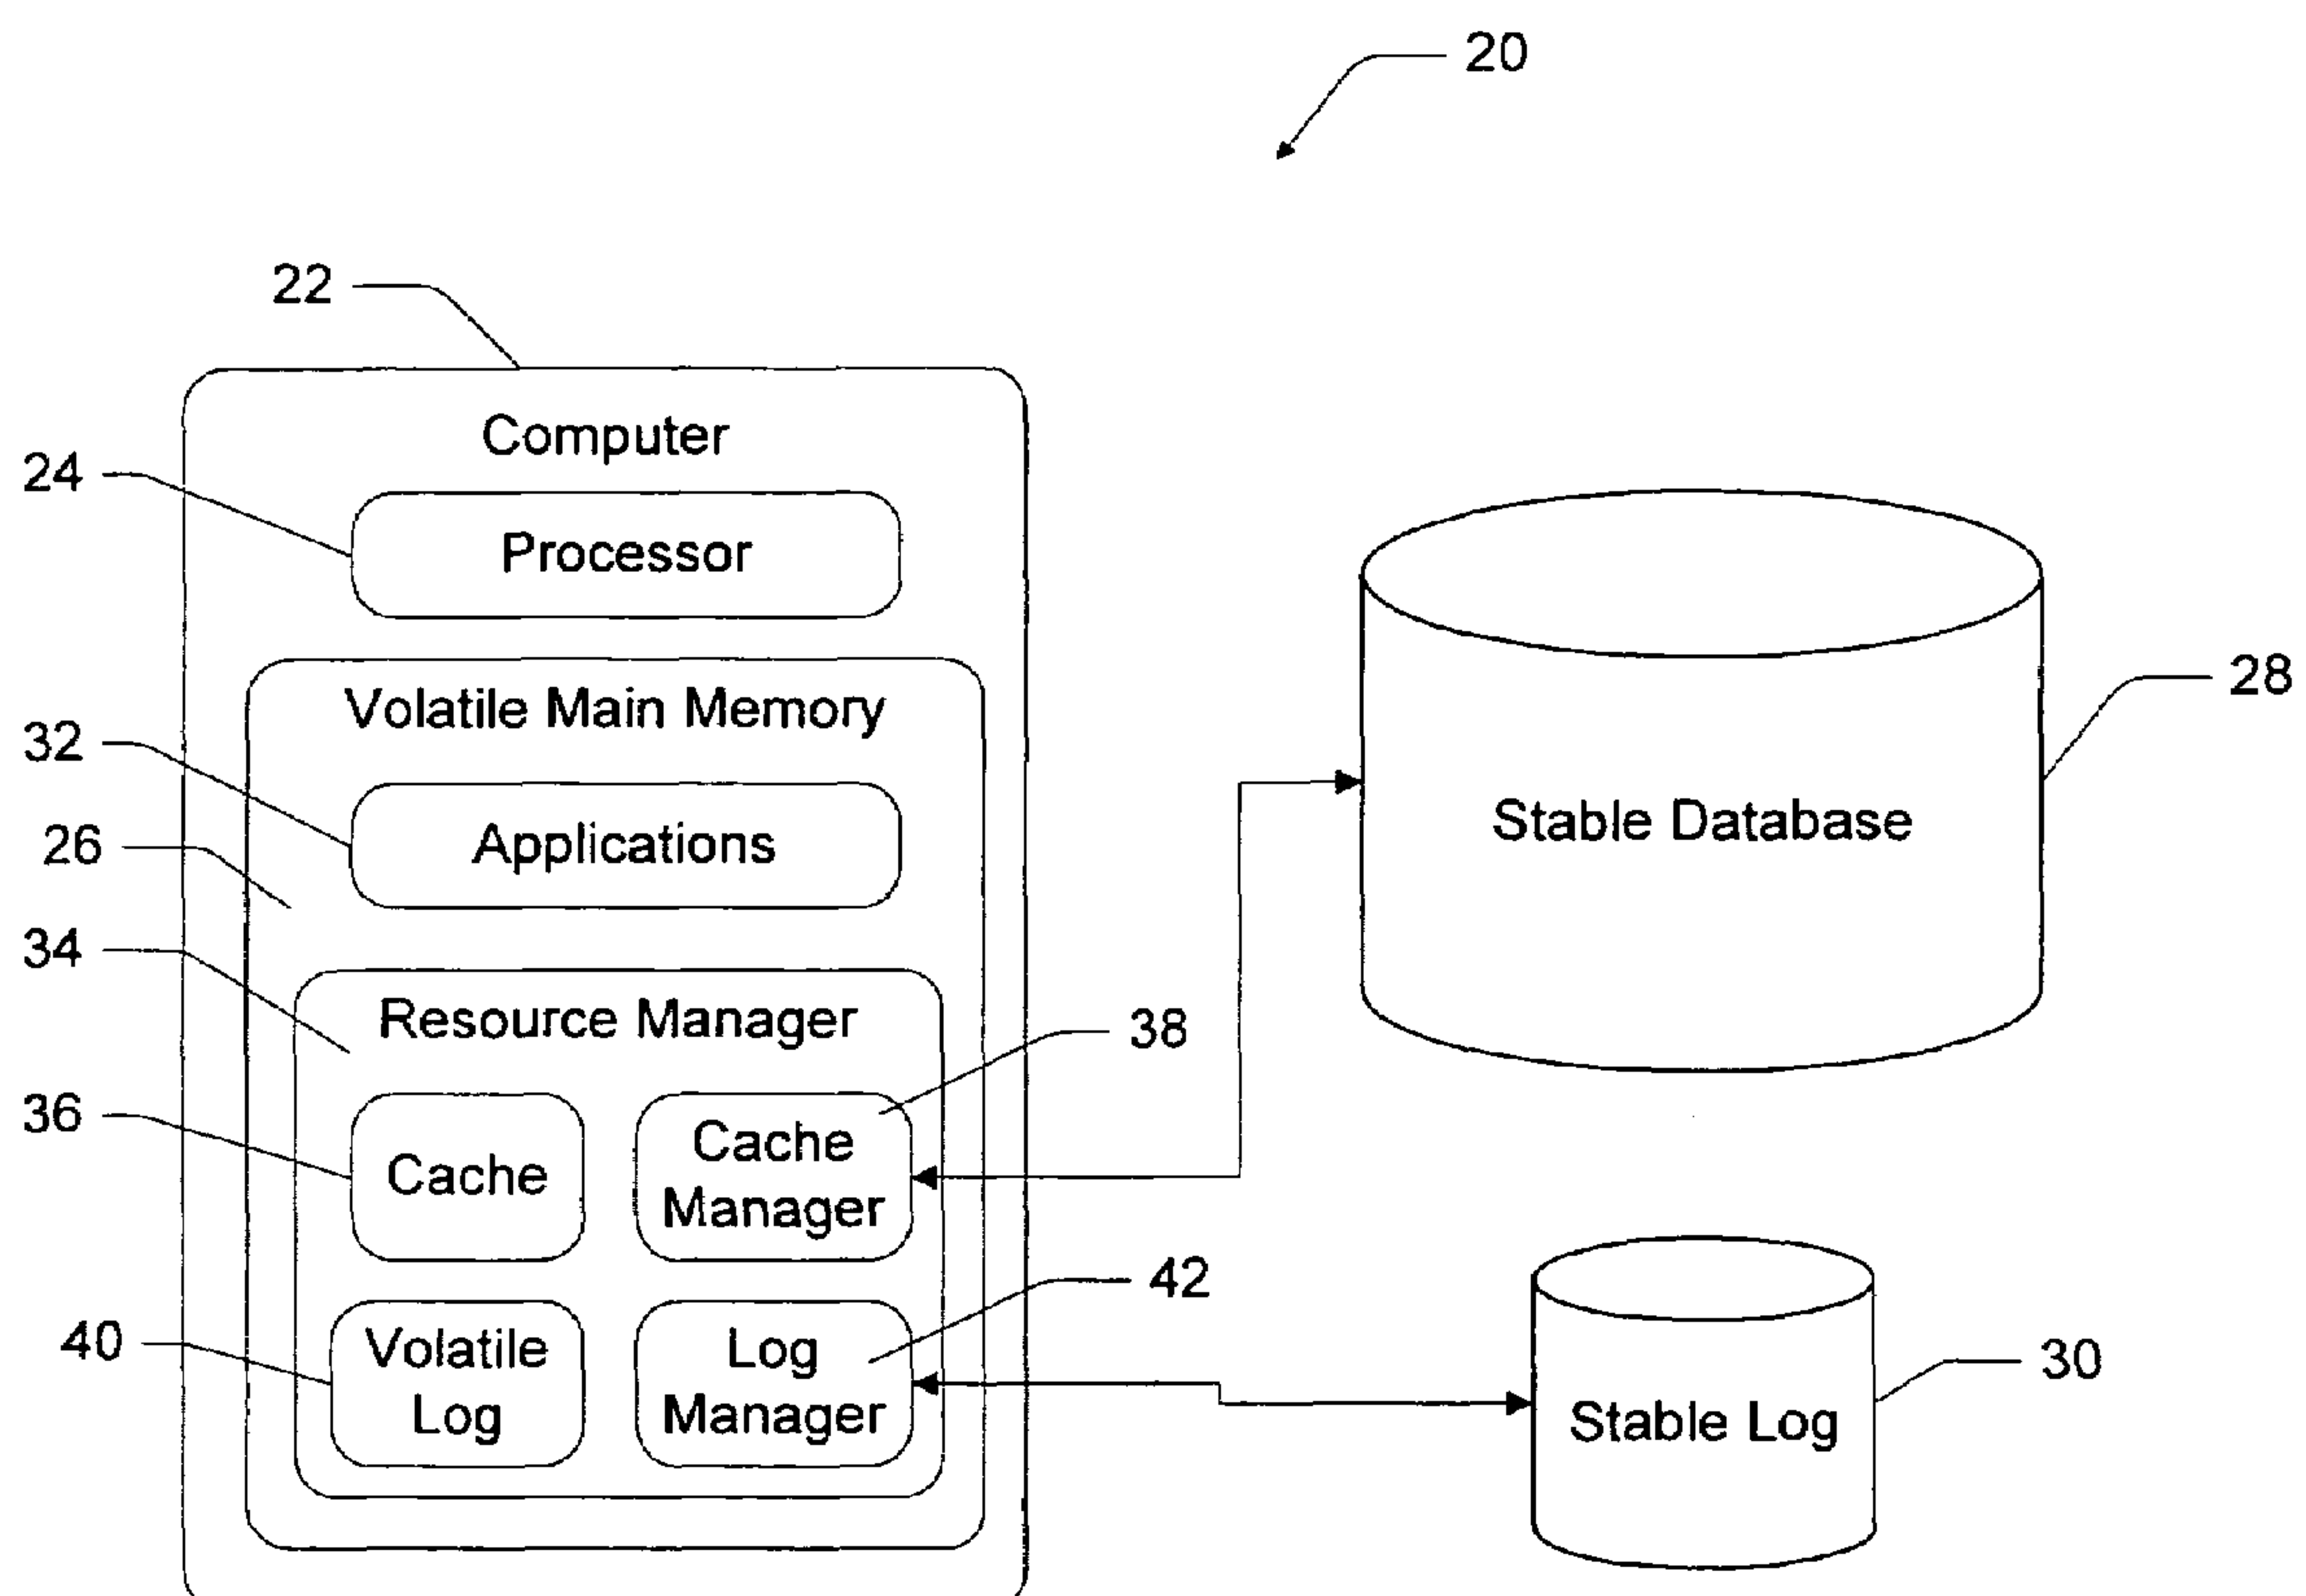 20
22
Computer
24
Processor
Volatile Main Memory
28
32
Applications
Stable Database
26
34
Resource Manager
38
36
Cache
Cache
Manager
42
40
Volatile
Log
Log
Manager
30
Stable Log